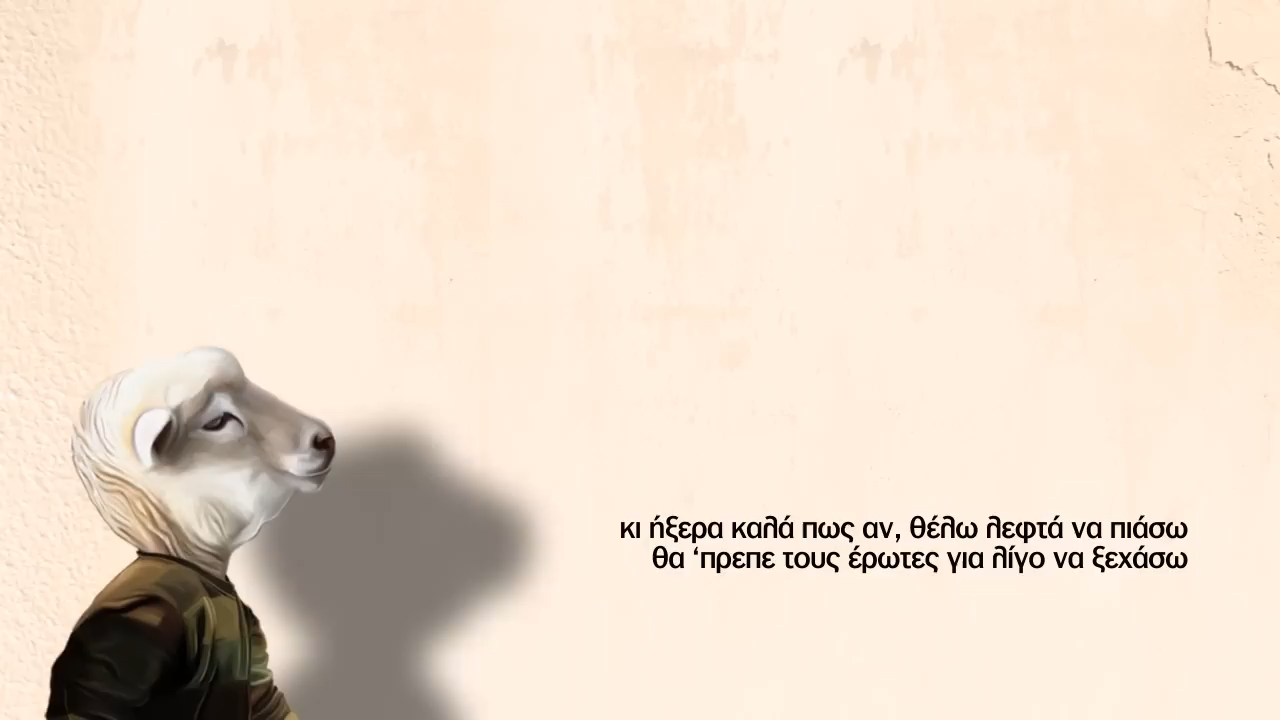 κι ήξερα καλά πως αν, θέλω λεφτά να πιάσω
θα ‘πρεπε τους έρωτες για λίγο να ξεχάσω